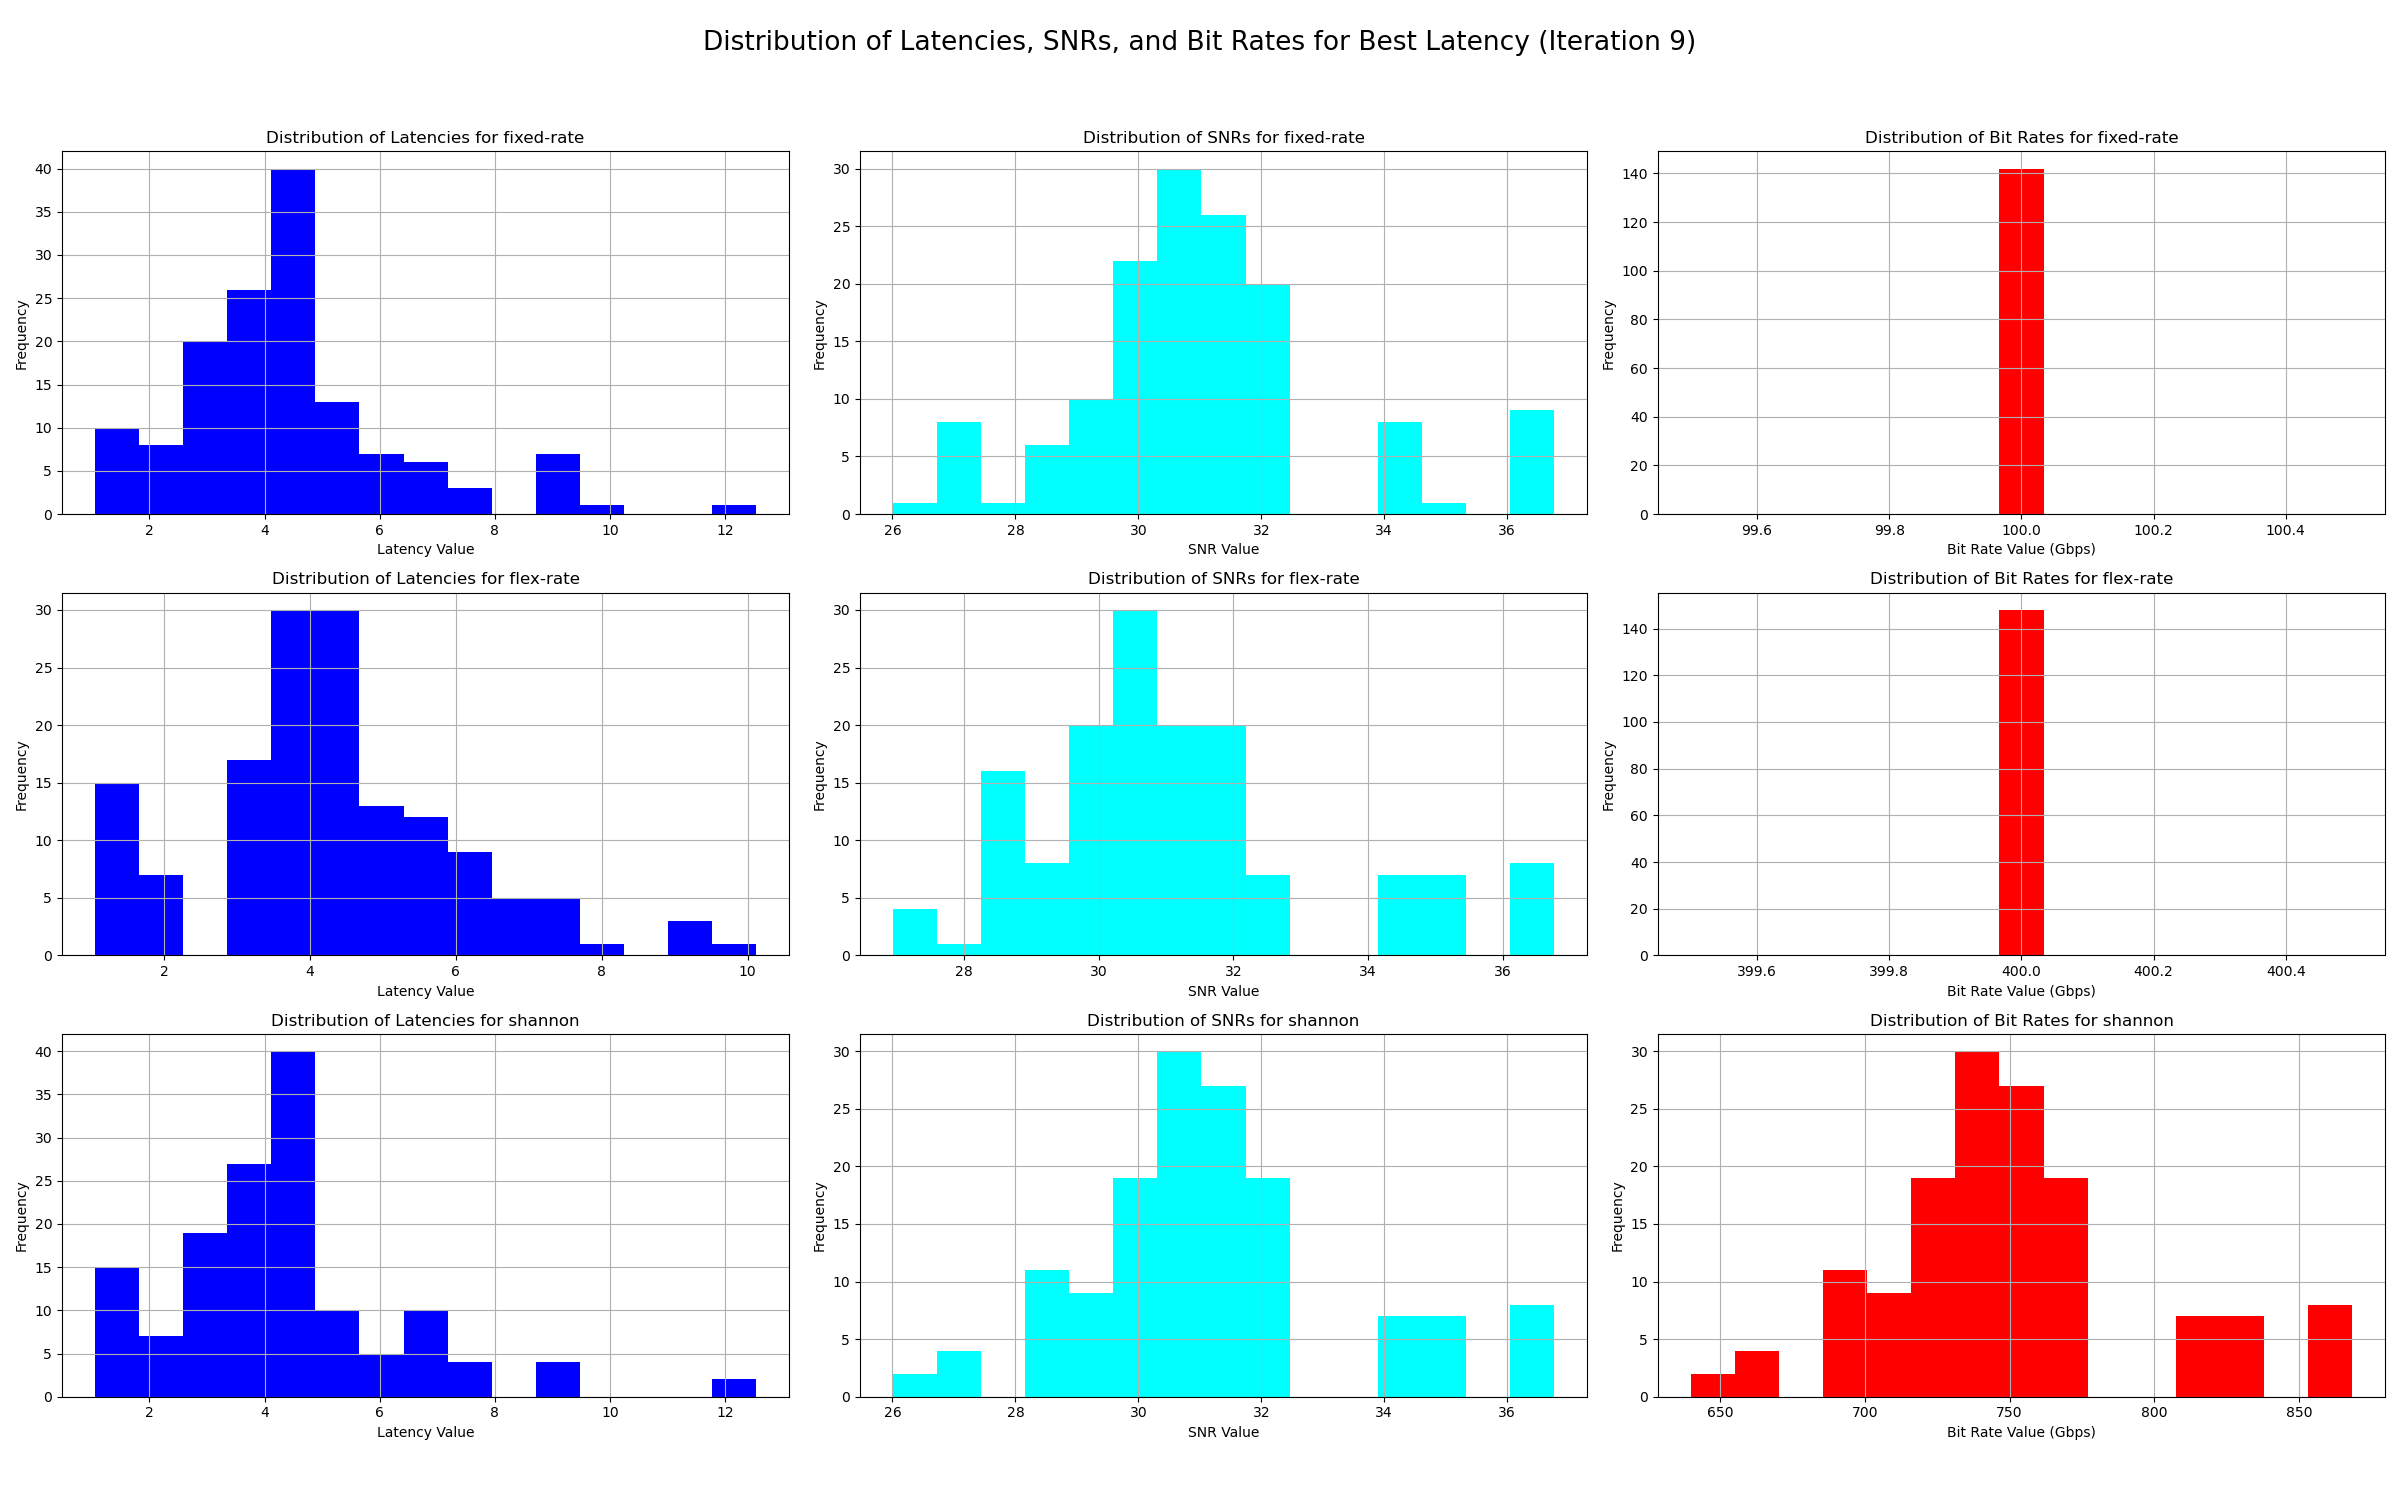 Distribution of Latencies, SNRs, and Bit Rates for Best Latency (Iteration 9)
Distribution of Latencies for fixed-rate
Frequency
40
35
30
25
20
15
10
5
0
2 4 6 8 10 12
Latency Value
Distribution of SNRs for fixed-rate
Frequency
30
25
20
15
10
5
0
26 28 30 32 34 36
SNR Value
Distribution of Bit Rates for fixed-rate
Frequency
140
120
100
80
60
40
20
0
99.6 99.8 100.0 100.2 100.4
Bit Rate Value (Gbps)
Distribution of Latencies for flex-rate
Frequency
30
25
20
15
10
5
0
2 4 6 8 10
Latency Value
Distribution of SNRs for flex-rate
Frequency
30
25
20
15
10
5
0
28 30 32 34 36
SNR Value
Distribution of Bit Rates for flex-rate
Frequency
140
120
100
80
60
40
20
0
399.6 399.8 400.0 400.2 400.4
Bit Rate Value (Gbps)
Distribution of Latencies for shannon
Frequency
40
35
30
25
20
15
10
5
0
2 4 6 8 10 12
Latency Value
Distribution of SNRs for shannon
Frequency
30
25
20
15
10
5
0
26 28 30 32 34 36
SNR Value
Distribution of Bit Rates for shannon
Frequency
30
25
20
15
10
5
0
650 700 750 800 850
Bit Rate Value (Gbps)